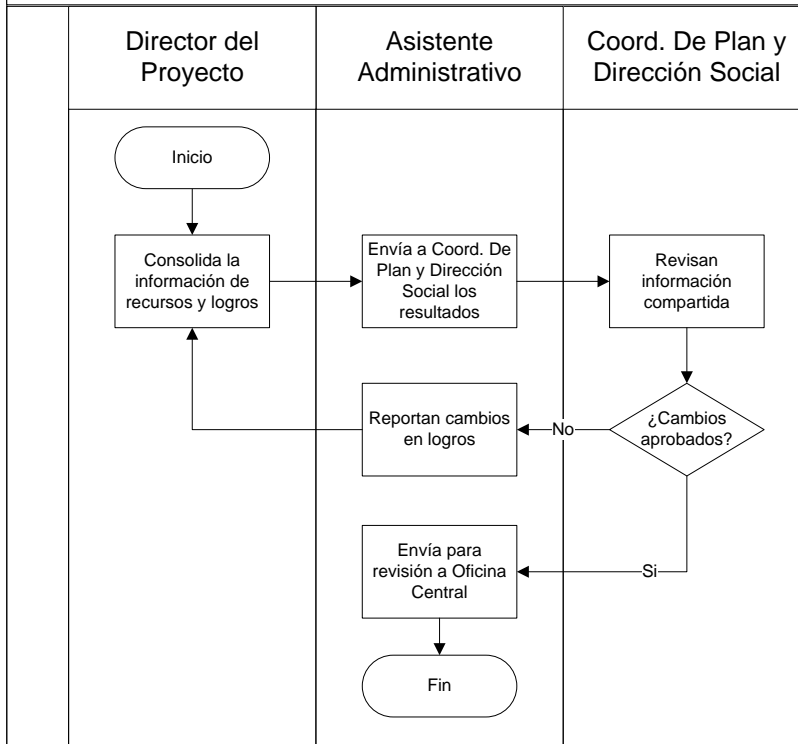 Director del
Proyecto
Asistente
Administrativo
Coord. De Plan y
Dirección Social
Inicio
Consolida la
información de
recursos y logros
Envía a Coord. De
Plan y Dirección
Social los
resultados
Revisan
información
compartida
Reportan cambios
en logros
No
¿Cambios
aprobados?
Envía para
revisión a Oficina
Central
Si
Fin